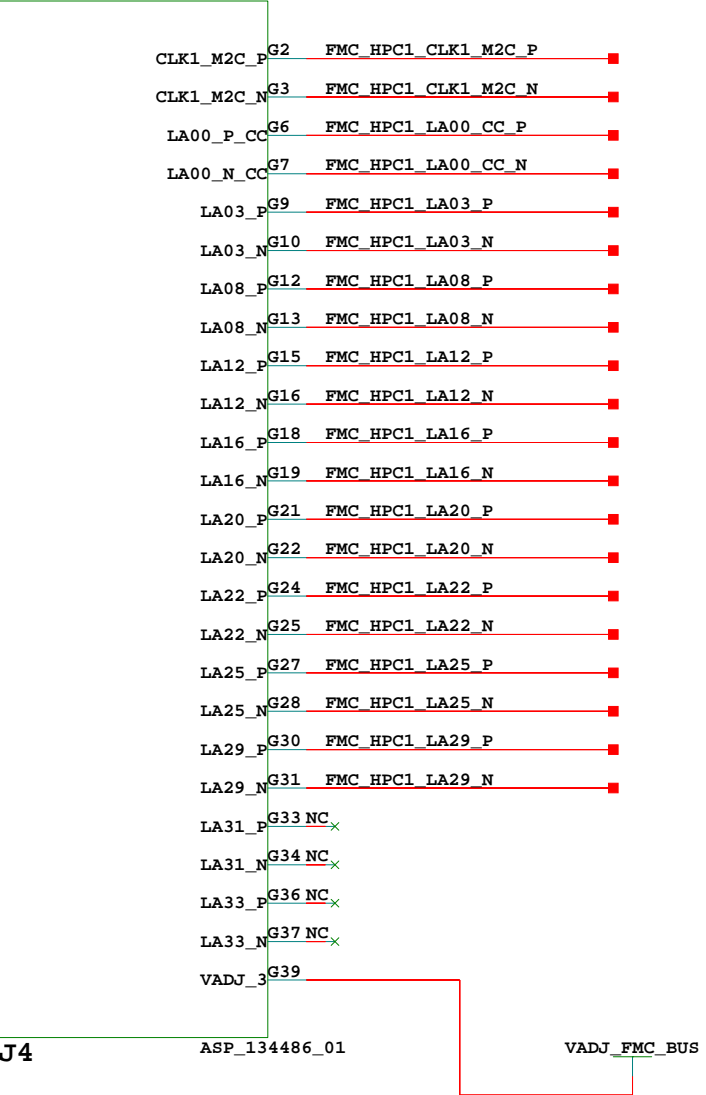 CLK1_M2C_P G2 FMC_HPC1_CLK1_M2C_P
CLK1_M2C_N G3 FMC_HPC1_CLK1_M2C_N
LA00_P_CC G6 FMC_HPC1_LA00_CC_P
LA00_N_CC G7 FMC_HPC1_LA00_CC_N
LA03_P G9 FMC_HPC1_LA03_P
LA03_N G10 FMC_HPC1_LA03_N
LA08_P G12 FMC_HPC1_LA08_P
LA08_N G13 FMC_HPC1_LA08_N
LA12_P G15 FMC_HPC1_LA12_P
LA12_N G16 FMC_HPC1_LA12_N
LA16_P G18 FMC_HPC1_LA16_P
LA16_N G19 FMC_HPC1_LA16_N
LA20_P G21 FMC_HPC1_LA20_P
LA20_N G22 FMC_HPC1_LA20_N
LA22_P G24 FMC_HPC1_LA22_P
LA22_N G25 FMC_HPC1_LA22_N
LA25_P G27 FMC_HPC1_LA25_P
LA25_N G28 FMC_HPC1_LA25_N
LA29_P G30 FMC_HPC1_LA29_P
LA29_N G31 FMC_HPC1_LA29_N
LA31_P G33 NC
LA31_N G34 NC
LA33_P G36 NC
LA33_N G37 NC
VADJ_3 G39
J4 ASP_134486_01 VADJ_FMC_BUS